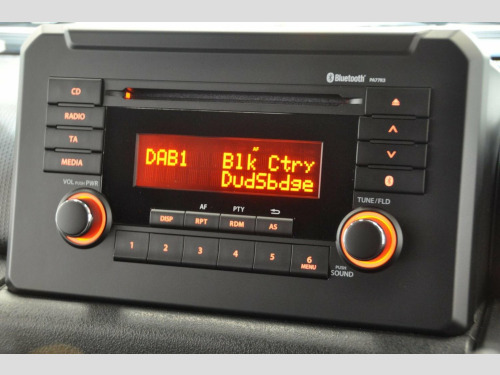 Bluetooth PA77R3
CD
RADIO
TA
MEDIA
DAB1 Blk Ctry
DudSbdge
VOL PUSH PWR
AF PTY
DISP RPT RDM AS
TUNE/FLD
1 2 3 4 5 6
MENU
PUSH
SOUND